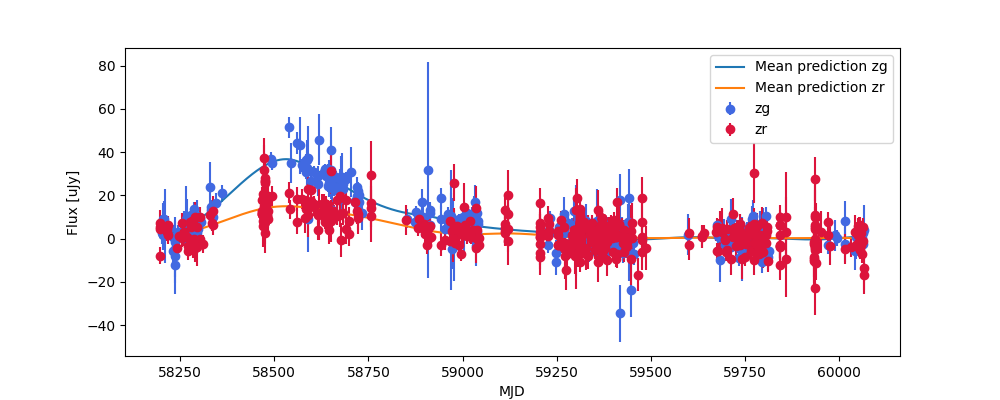 Mean prediction zg
Mean prediction zr
zg
zr
80
60
40
20
0
−20
−40
Flux [uJy]
58250
58500
58750
59000
59250
59500
59750
60000
MJD